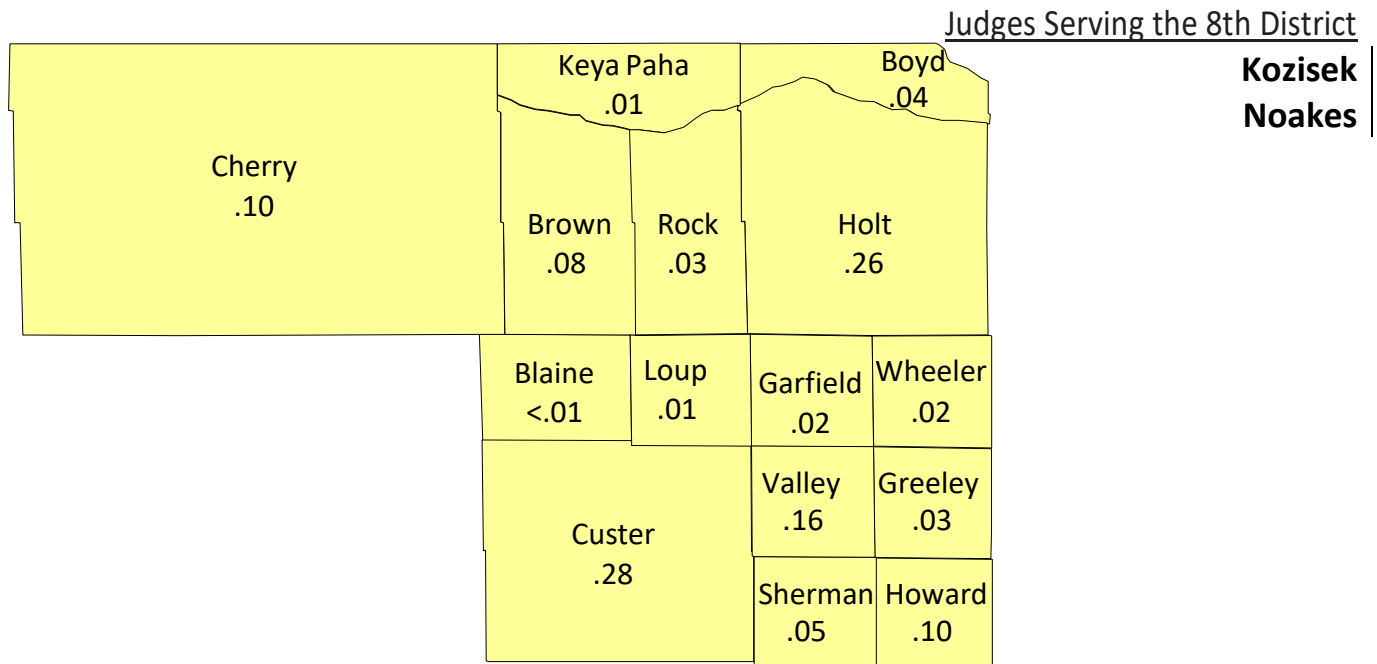 Judges Serving the 8th District
Kozisek
Noakes
Keya Paha
.01
Boyd
.04
Cherry
.10
Brown
.08
Rock
.03
Holt
.26
Blaine
<.01
Loup
.01
Garfield
.02
Wheeler
.02
Valley
.16
Greeley
.03
Custer
.28
Sherman
.05
Howard
.10